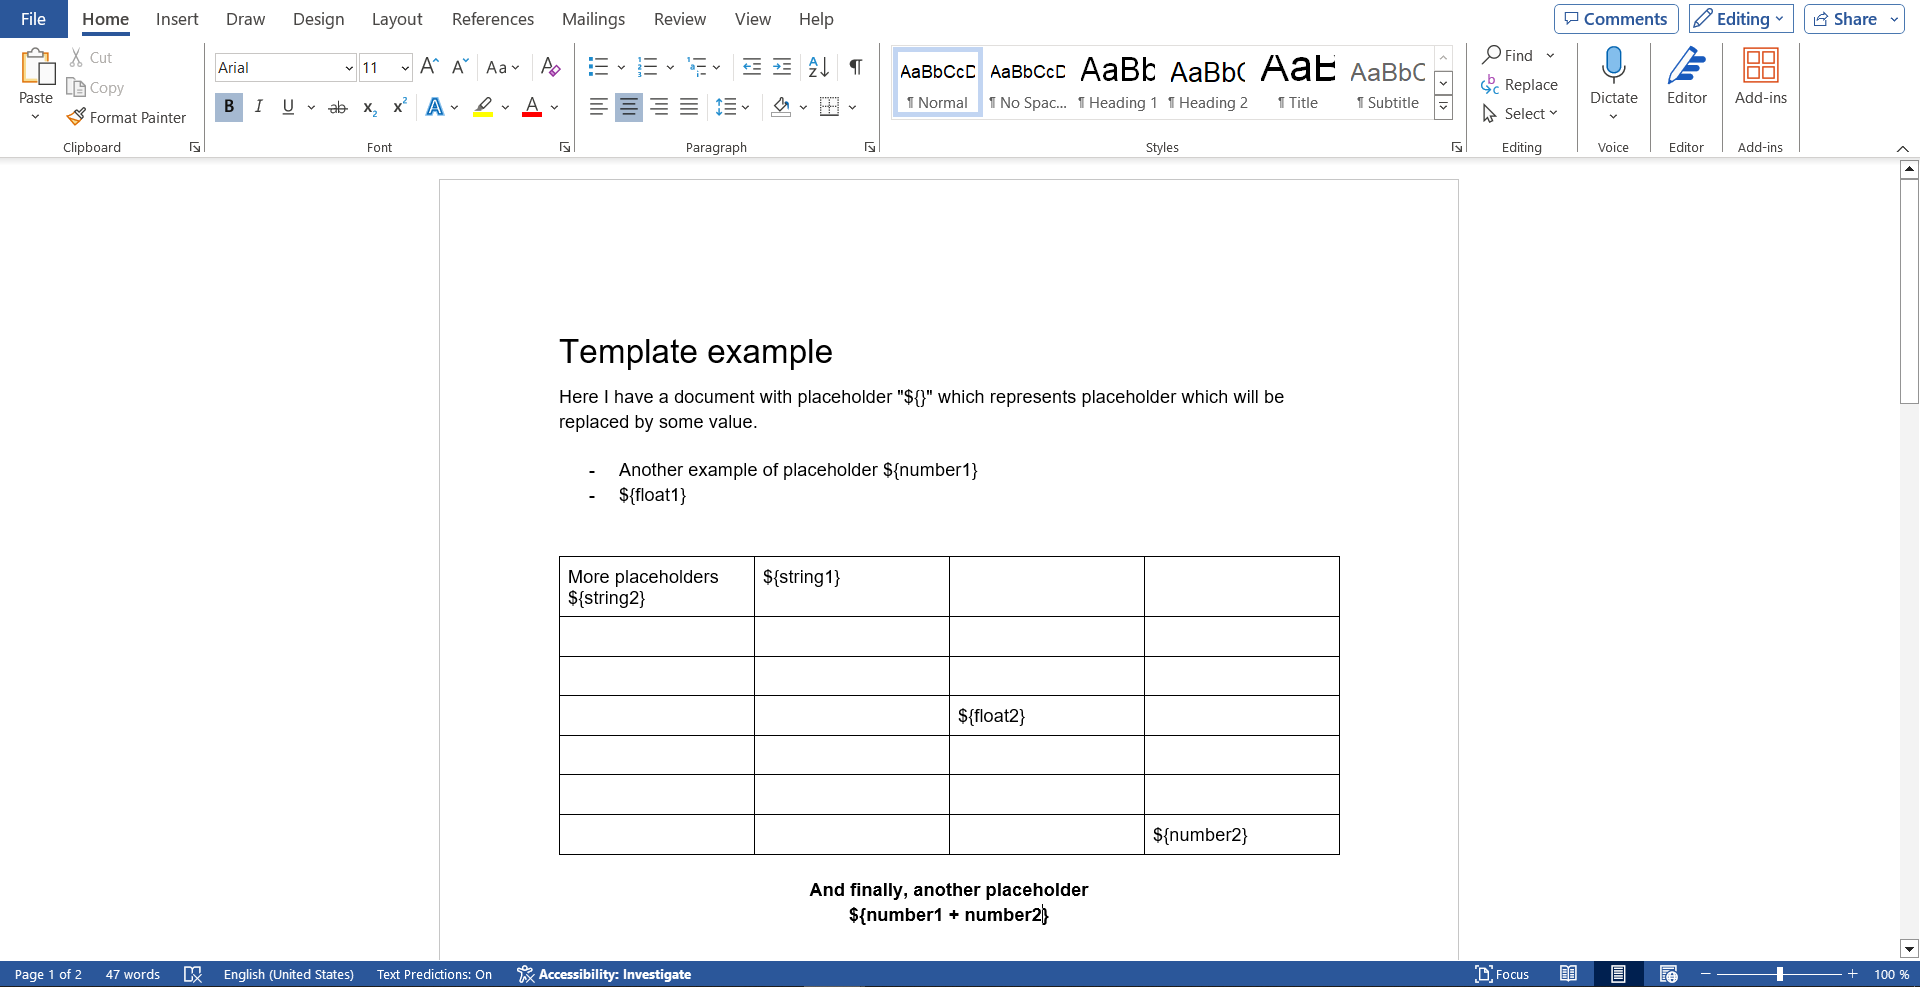 File Home Insert Draw Design Layout References Mailings Review View Help Comments Editing Share
Paste
Cut
Copy
Format Painter
Clipboard
Arial 11 A A Aa A
B I U ab x₂ x² A A
Font
Paragraph
AaBbCcD AaBbCcD AaBb AaBbC AaB AaBbC
¶ Normal ¶ No Spac... ¶ Heading 1 ¶ Heading 2 ¶ Title ¶ Subtitle
Styles
Find
Replace
Select
Editing
Dictate
Voice
Editor
Editor
Add-ins
Add-ins
Template example
Here I have a document with placeholder "${}" which represents placeholder which will be
replaced by some value.
- Another example of placeholder ${number1}
- ${float1}
More placeholders
${string2}
${string1}
${float2}
${number2}
And finally, another placeholder
${number1 + number2}
Page 1 of 2 47 words English (United States) Text Predictions: On Accessibility: Investigate Focus 100 %